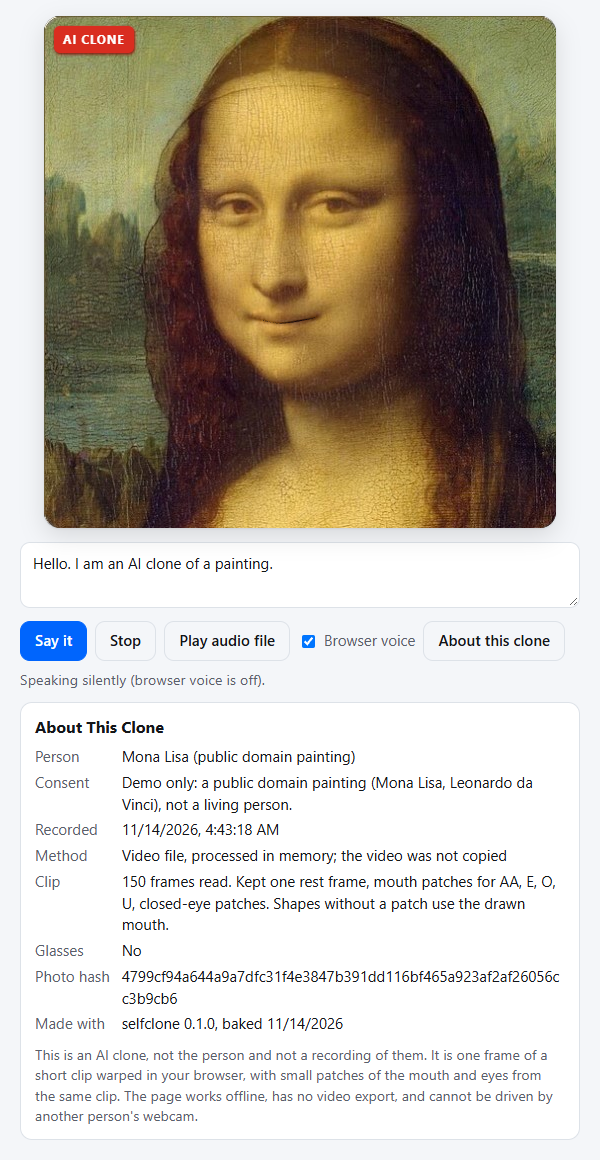 AI CLONE
Hello. I am an AI clone of a painting.
Say it
Stop
Play audio file
Browser voice
About this clone
Speaking silently (browser voice is off).
About This Clone
Person Mona Lisa (public domain painting)
Consent Demo only: a public domain painting (Mona Lisa, Leonardo da
Vinci), not a living person.
Recorded 11/14/2026, 4:43:18 AM
Method Video file, processed in memory; the video was not copied
Clip 150 frames read. Kept one rest frame, mouth patches for AA, E, O,
U, closed-eye patches. Shapes without a patch use the drawn
mouth.
Glasses No
Photo hash 4799cf94a644a9a7dfc31f4e3847b391dd116bf465a923af2af26056c
c3b9cb6
Made with selfclone 0.1.0, baked 11/14/2026
This is an AI clone, not the person and not a recording of them. It is one frame of a
short clip warped in your browser, with small patches of the mouth and eyes from
the same clip. The page works offline, has no video export, and cannot be driven by
another person's webcam.